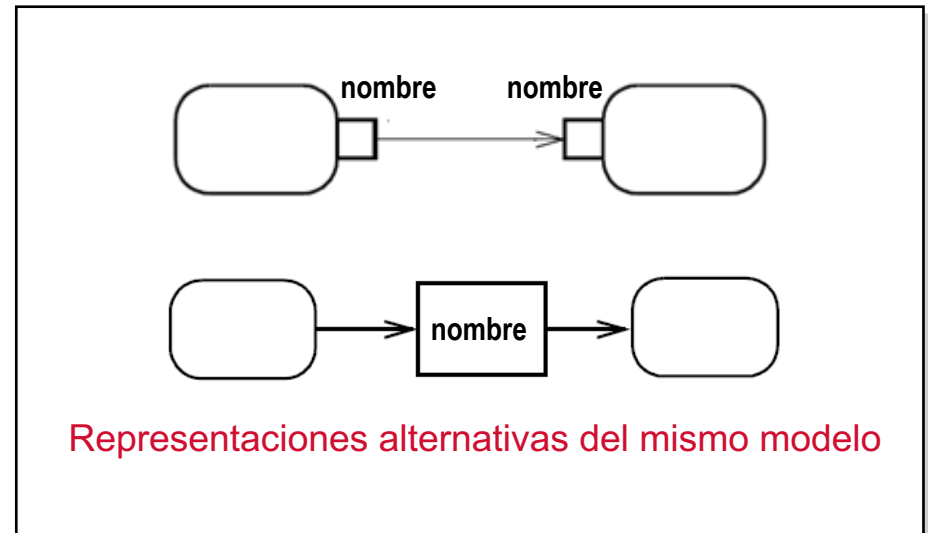 nombre nombre
nombre
Representaciones alternativas del mismo modelo